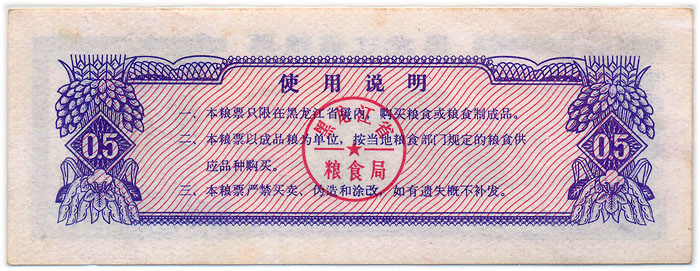 使用说明
一、本粮票只限在黑龙江省境内，购买粮食或粮食制成品。
二、本粮票以成品粮为单位，按当地粮食部门规定的粮食供
应品种购买。
三、本粮票严禁买卖、伪造和涂改，如有遗失概不补发。
05
05
黑龙江省
粮食局